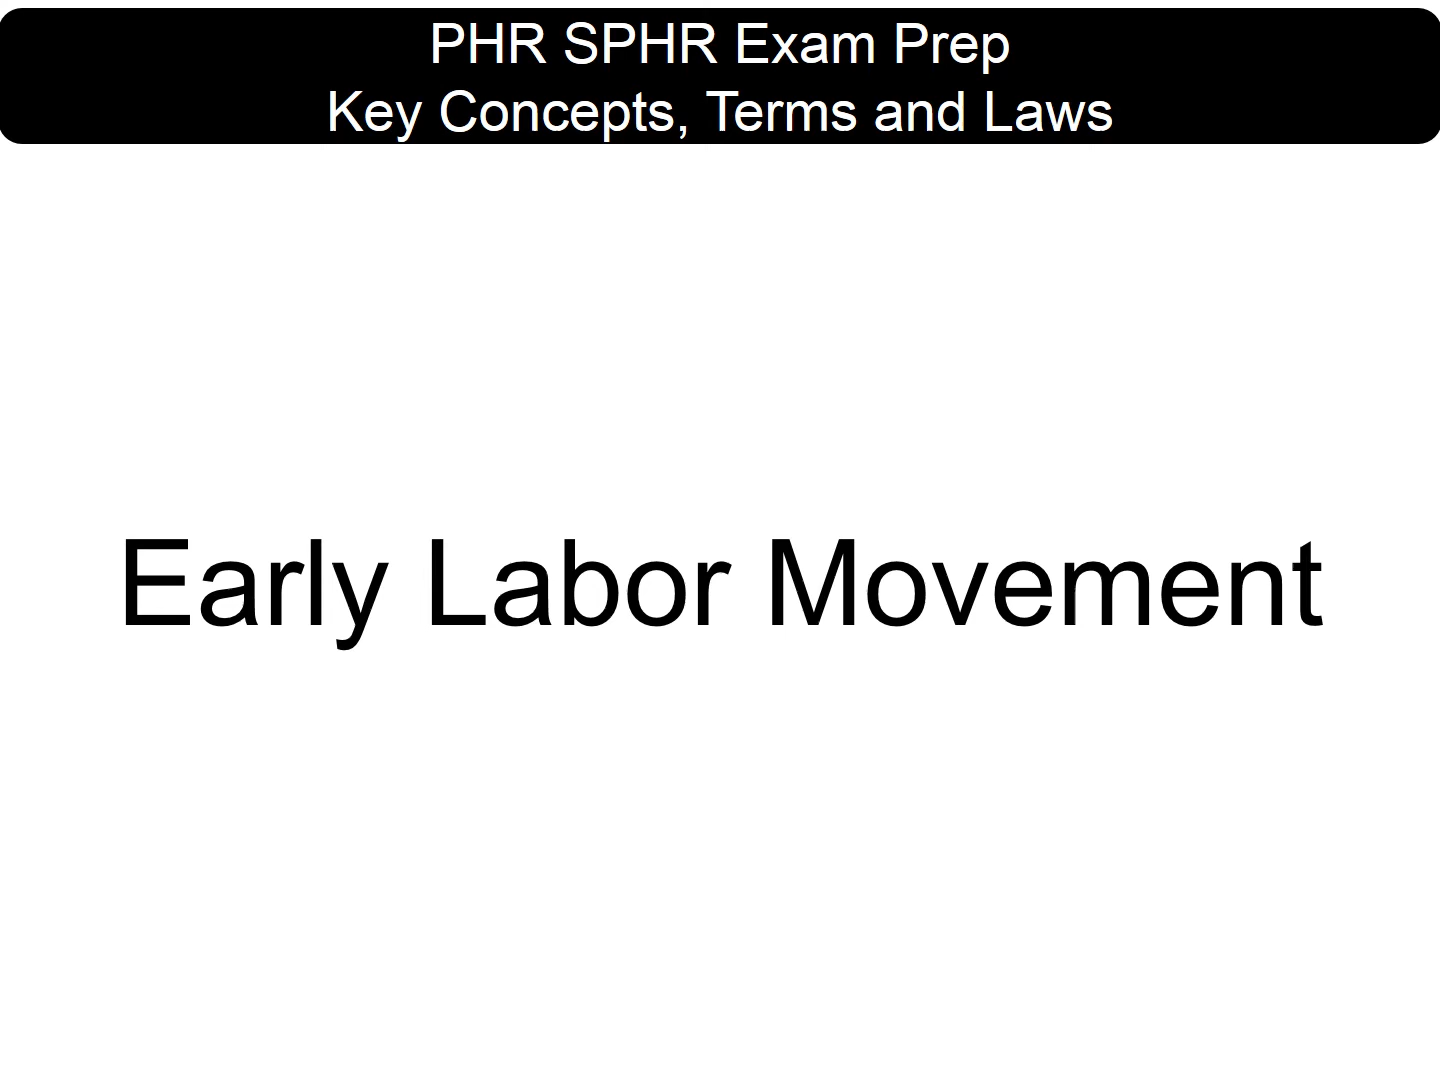 PHR SPHR Exam Prep
Key Concepts, Terms and Laws
Early Labor Movement